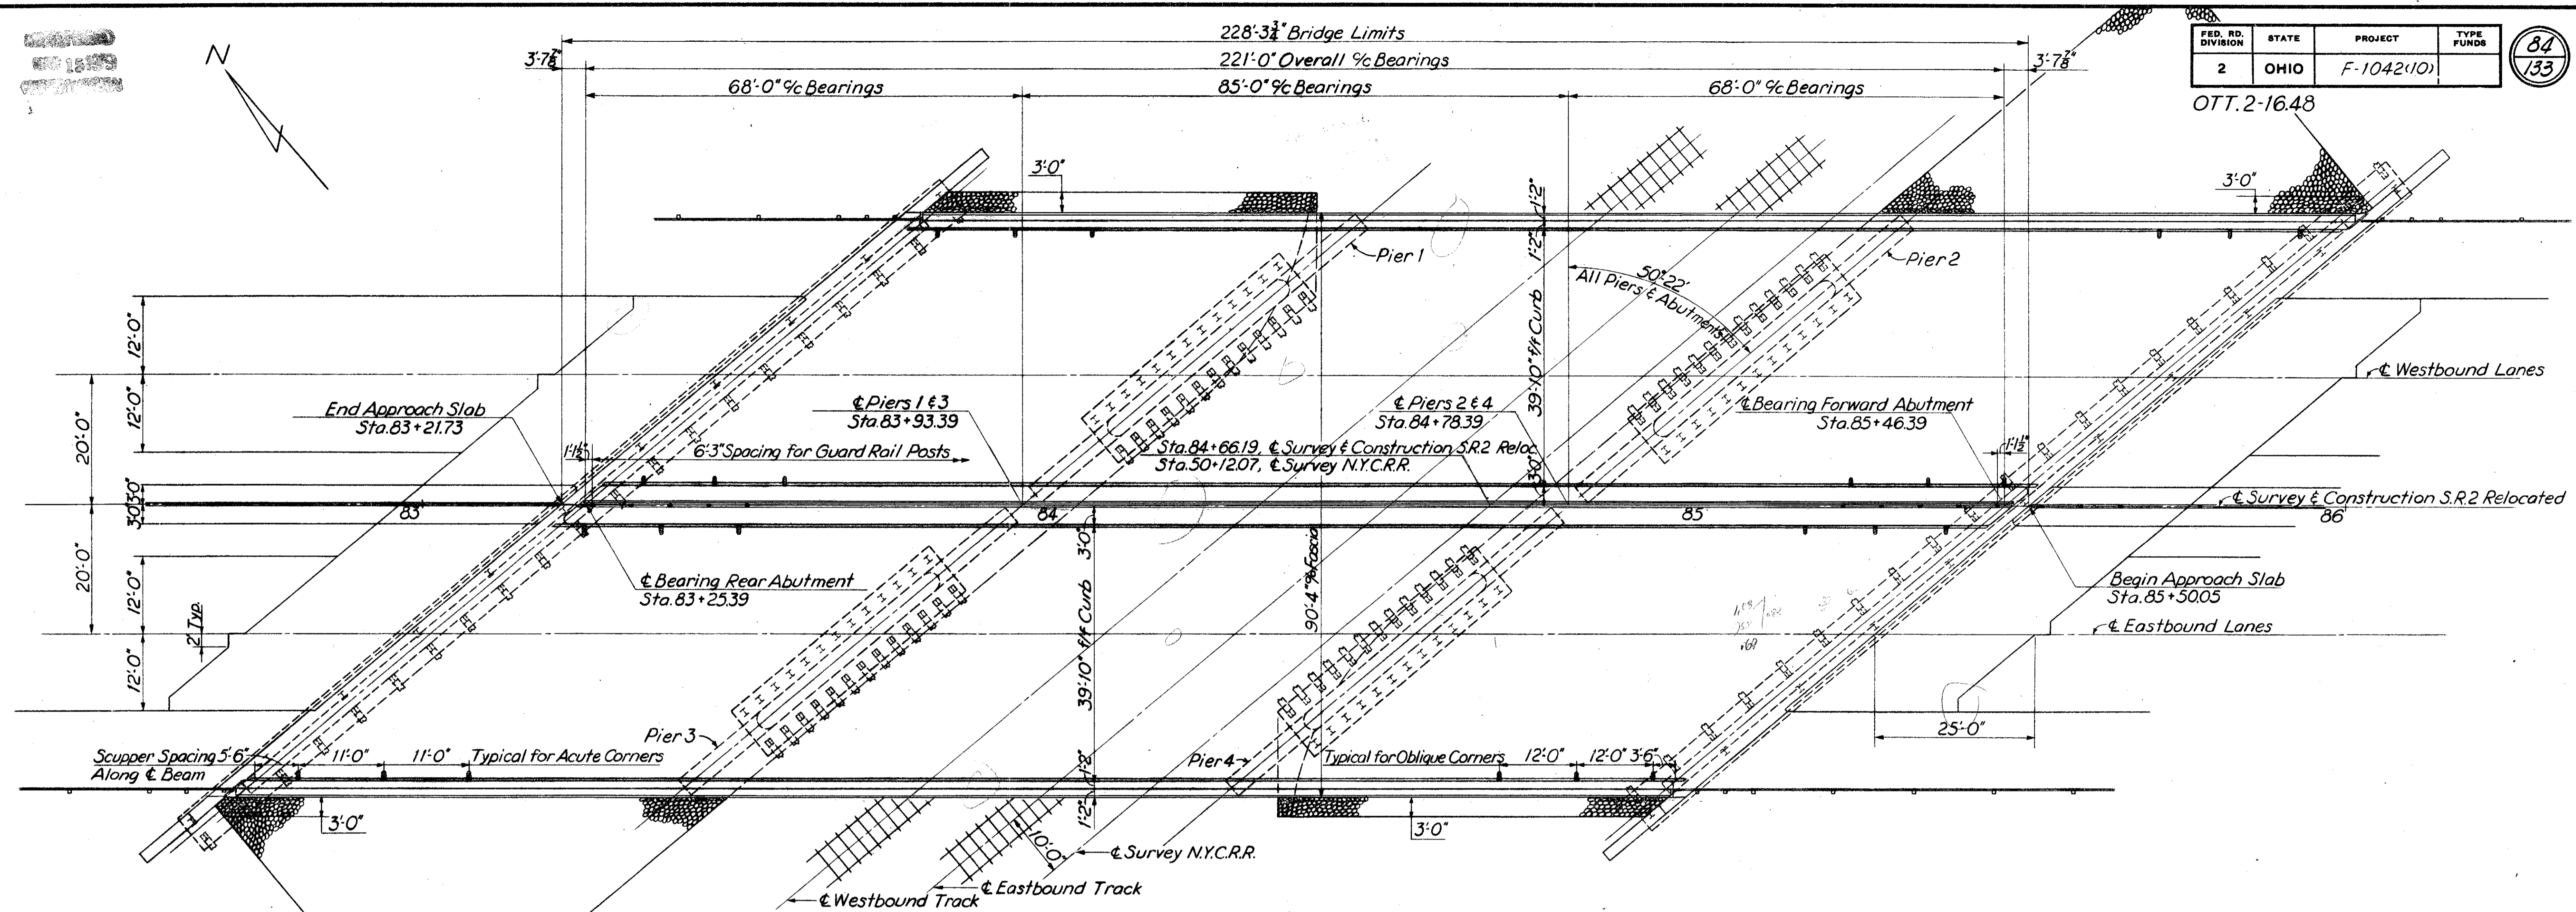 228'-3¾" Bridge Limits
3'-7⅞"
221'-0" Overall c/c Bearings
3'-7⅞"
68'-0" c/c Bearings
85'-0" c/c Bearings
68'-0" c/c Bearings
FED. RD. DIVISION
STATE
PROJECT
TYPE FUNDS
2
OHIO
F-1042(10)
84
133
OTT. 2-16.48
N
3'-0"
1'-2"
3'-0"
1'-2"
Pier 1
Pier 2
50°-22'
All Piers & Abutments
39'-10" f/f Curb
12'-0"
12'-0"
20'-0"
℄ Westbound Lanes
End Approach Slab
Sta. 83+21.73
℄ Piers 1 & 3
Sta. 83+93.39
℄ Piers 2 & 4
Sta. 84+78.39
℄ Bearing Forward Abutment
Sta. 85+46.39
1'-1½"
6'-3" Spacing for Guard Rail Posts
Sta. 84+66.19, ℄ Survey & Construction S.R.2 Reloc.
Sta. 50+12.07, ℄ Survey N.Y.C.R.R.
1'-1½"
3'-0"
3'-0"
3'-0"
83
84
85
86
℄ Survey & Construction S.R.2 Relocated
20'-0"
12'-0"
12'-0"
2' Typ.
℄ Bearing Rear Abutment
Sta. 83+25.39
3'-0"
39'-10" f/f Curb
90'-4" o/o Fascia
Begin Approach Slab
Sta. 85+50.05
℄ Eastbound Lanes
25'-0"
Pier 3
Pier 4
Scupper Spacing 5'-6"
Along ℄ Beam
11'-0"
11'-0"
Typical for Acute Corners
Typical for Oblique Corners
12'-0"
12'-0"
3'-6"
1'-2"
1'-2"
3'-0"
3'-0"
10'-0"
℄ Survey N.Y.C.R.R.
℄ Eastbound Track
℄ Westbound Track